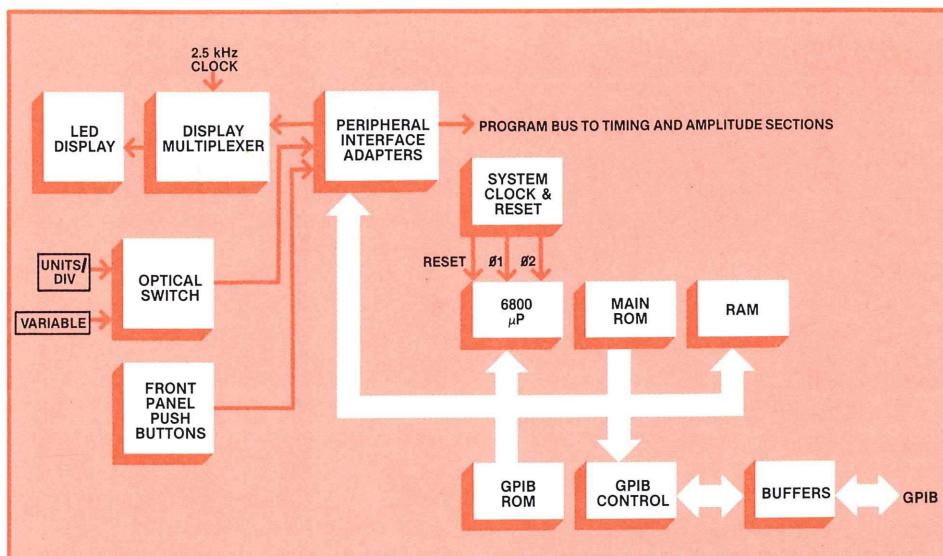 2.5 kHz
CLOCK
LED
DISPLAY
DISPLAY
MULTIPLEXER
PERIPHERAL
INTERFACE
ADAPTERS
PROGRAM BUS TO TIMING AND AMPLITUDE SECTIONS
SYSTEM
CLOCK &
RESET
UNITS/
DIV
OPTICAL
SWITCH
VARIABLE
RESET
Ø1
Ø2
6800
µP
MAIN
ROM
RAM
FRONT
PANEL
PUSH
BUTTONS
GPIB
ROM
GPIB
CONTROL
BUFFERS
GPIB